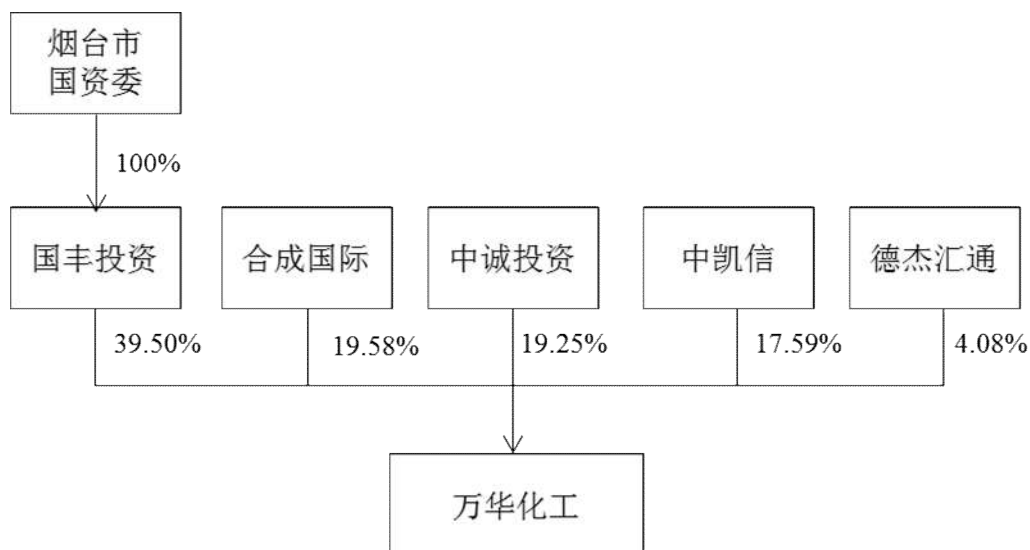 烟台市
国资委
100%
国丰投资
合成国际
中诚投资
中凯信
德杰汇通
39.50%
19.58%
19.25%
17.59%
4.08%
万华化工